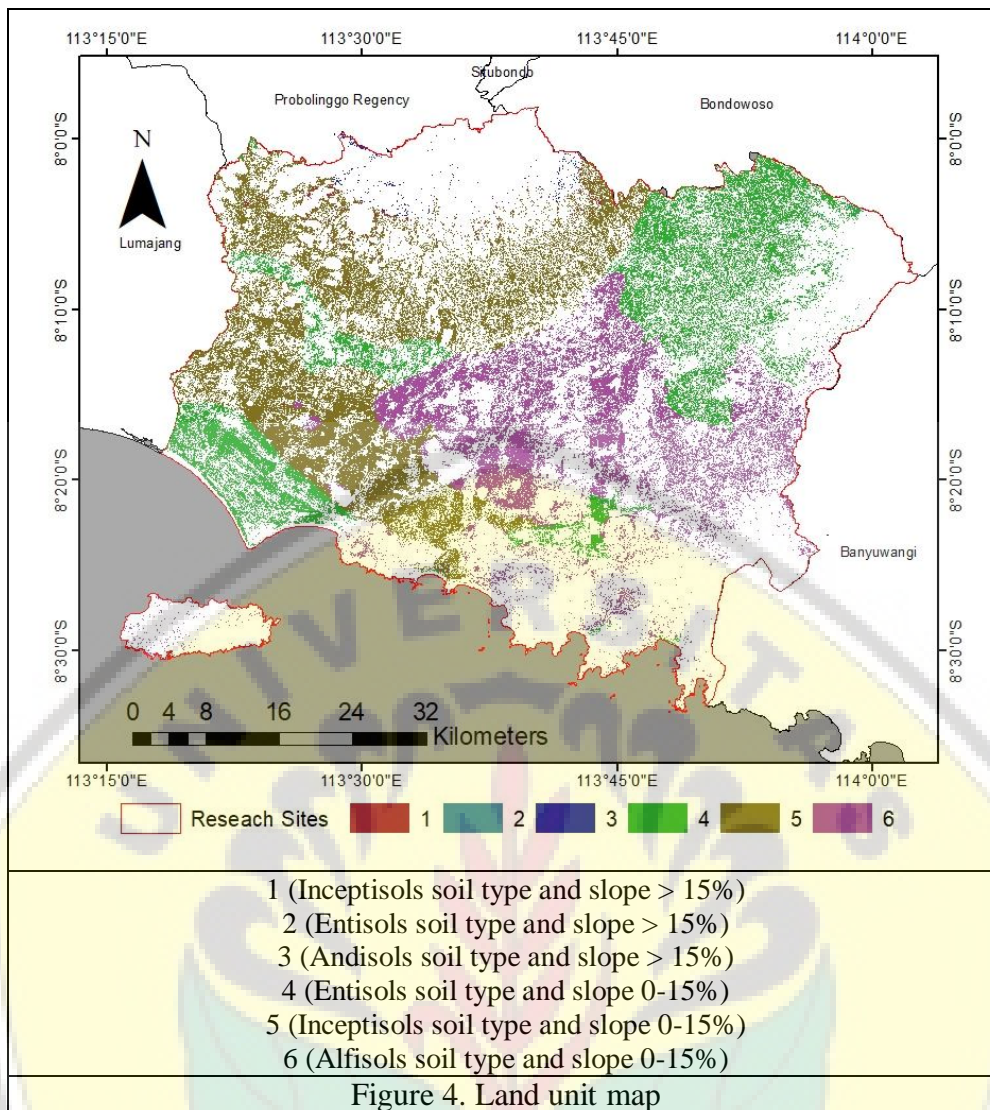 113°15'0"E 113°30'0"E 113°45'0"E 114°0'0"E
Situbondo
Probolinggo Regency
Bondowoso
N
Lumajang
8°0'0"S 8°0'0"S
8°10'0"S 8°10'0"S
8°20'0"S 8°20'0"S
Banyuwangi
UNIVERSITAS
8°30'0"S 8°30'0"S
0 4 8 16 24 32
Kilometers
113°15'0"E 113°30'0"E 113°45'0"E 114°0'0"E
Reseach Sites 1 2 3 4 5 6
1 (Inceptisols soil type and slope > 15%)
2 (Entisols soil type and slope > 15%)
3 (Andisols soil type and slope > 15%)
4 (Entisols soil type and slope 0-15%)
5 (Inceptisols soil type and slope 0-15%)
6 (Alfisols soil type and slope 0-15%)
Figure 4. Land unit map